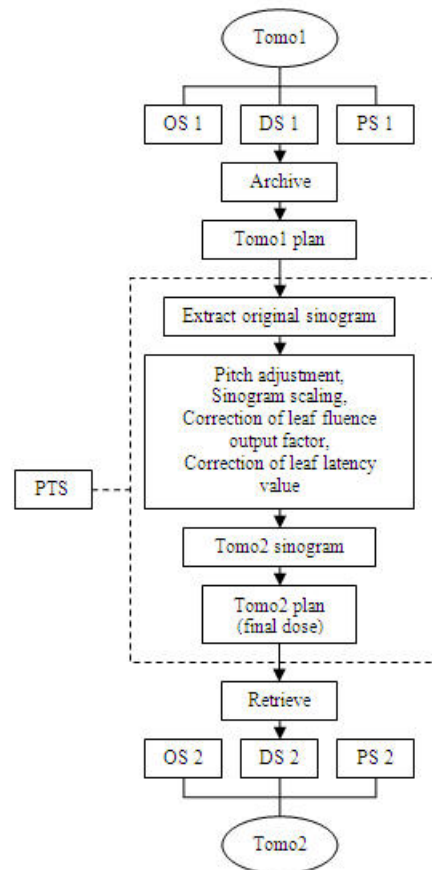 Tomo1
OS 1
DS 1
PS 1
Archive
Tomo1 plan
Extract original sinogram
Pitch adjustment,
Sinogram scaling,
Correction of leaf fluence
output factor,
Correction of leaf latency
value
PTS
Tomo2 sinogram
Tomo2 plan
(final dose)
Retrieve
OS 2
DS 2
PS 2
Tomo2